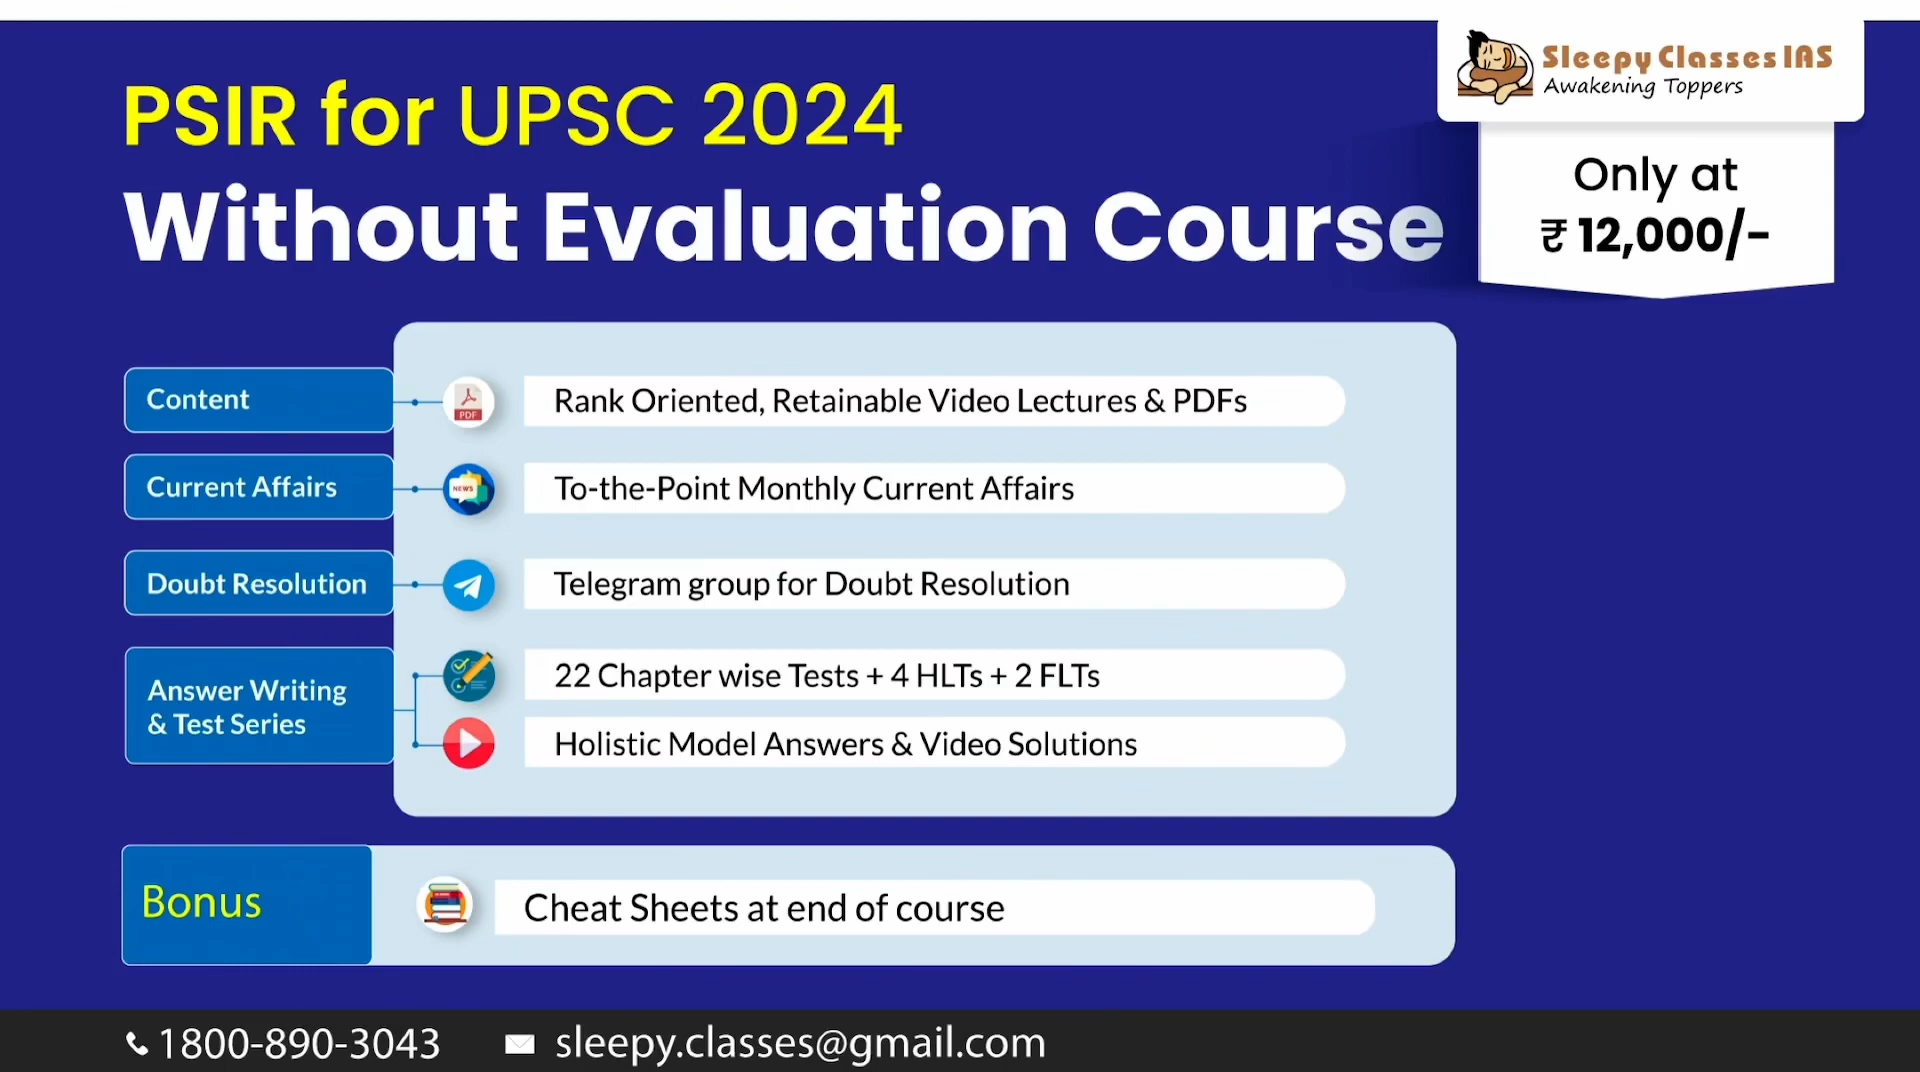 Sleepy Classes IAS
Awakening Toppers
PSIR for UPSC 2024
Without Evaluation Course
Only at
₹ 12,000/-
Content
PDF
Rank Oriented, Retainable Video Lectures & PDFs
Current Affairs
NEWS
To-the-Point Monthly Current Affairs
Doubt Resolution
Telegram group for Doubt Resolution
Answer Writing
& Test Series
22 Chapter wise Tests + 4 HLTs + 2 FLTs
Holistic Model Answers & Video Solutions
Bonus
Cheat Sheets at end of course
1800-890-3043
sleepy.classes@gmail.com